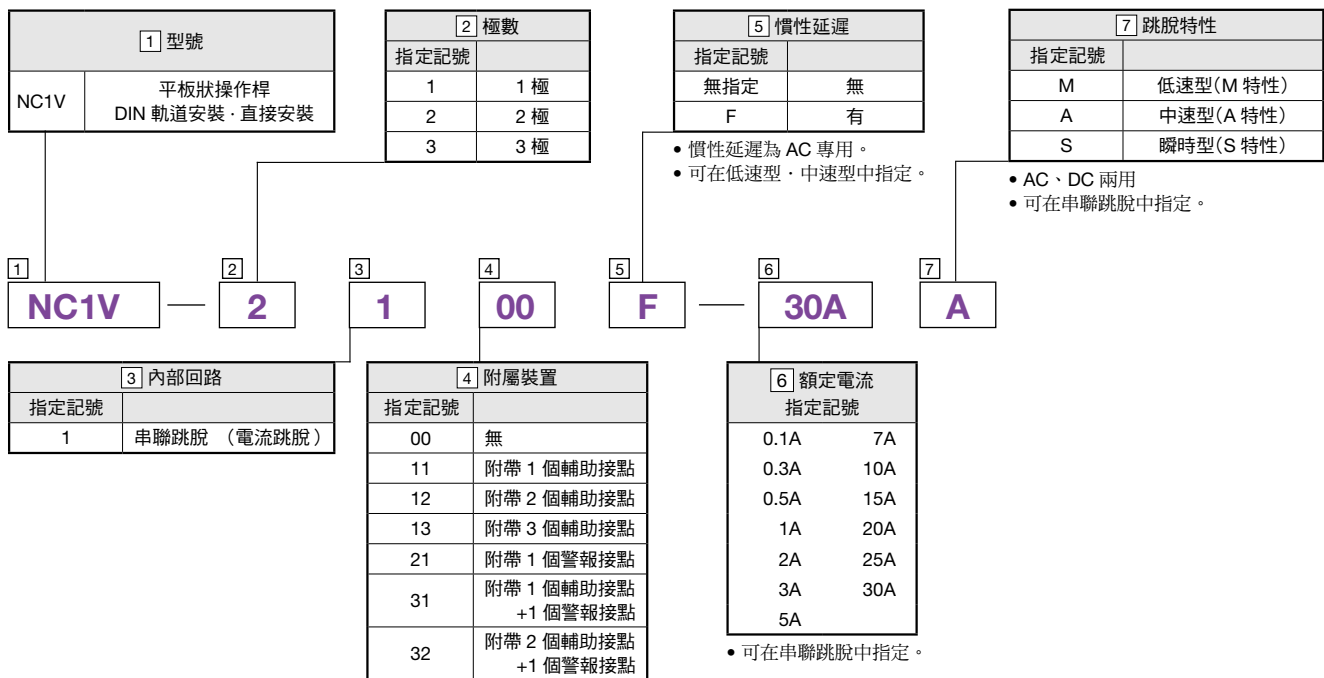 1 型號
NC1V
平板狀操作桿
DIN 軌道安裝 · 直接安裝
2 極數
指定記號
1 1 極
2 2 極
3 3 極
5 慣性延遲
指定記號
無指定 無
F 有
• 慣性延遲為 AC 專用。
• 可在低速型 · 中速型中指定。
7 跳脫特性
指定記號
M 低速型(M 特性)
A 中速型(A 特性)
S 瞬時型(S 特性)
• AC、DC 兩用
• 可在串聯跳脫中指定。
1 2 3 4 5 6 7
NC1V — 2 1 00 F — 30A A
3 內部回路
指定記號
1 串聯跳脫 (電流跳脫)
4 附屬裝置
指定記號
00 無
11 附帶 1 個輔助接點
12 附帶 2 個輔助接點
13 附帶 3 個輔助接點
21 附帶 1 個警報接點
31 附帶 1 個輔助接點
+1 個警報接點
32 附帶 2 個輔助接點
+1 個警報接點
6 額定電流
指定記號
0.1A 7A
0.3A 10A
0.5A 15A
1A 20A
2A 25A
3A 30A
5A
• 可在串聯跳脫中指定。